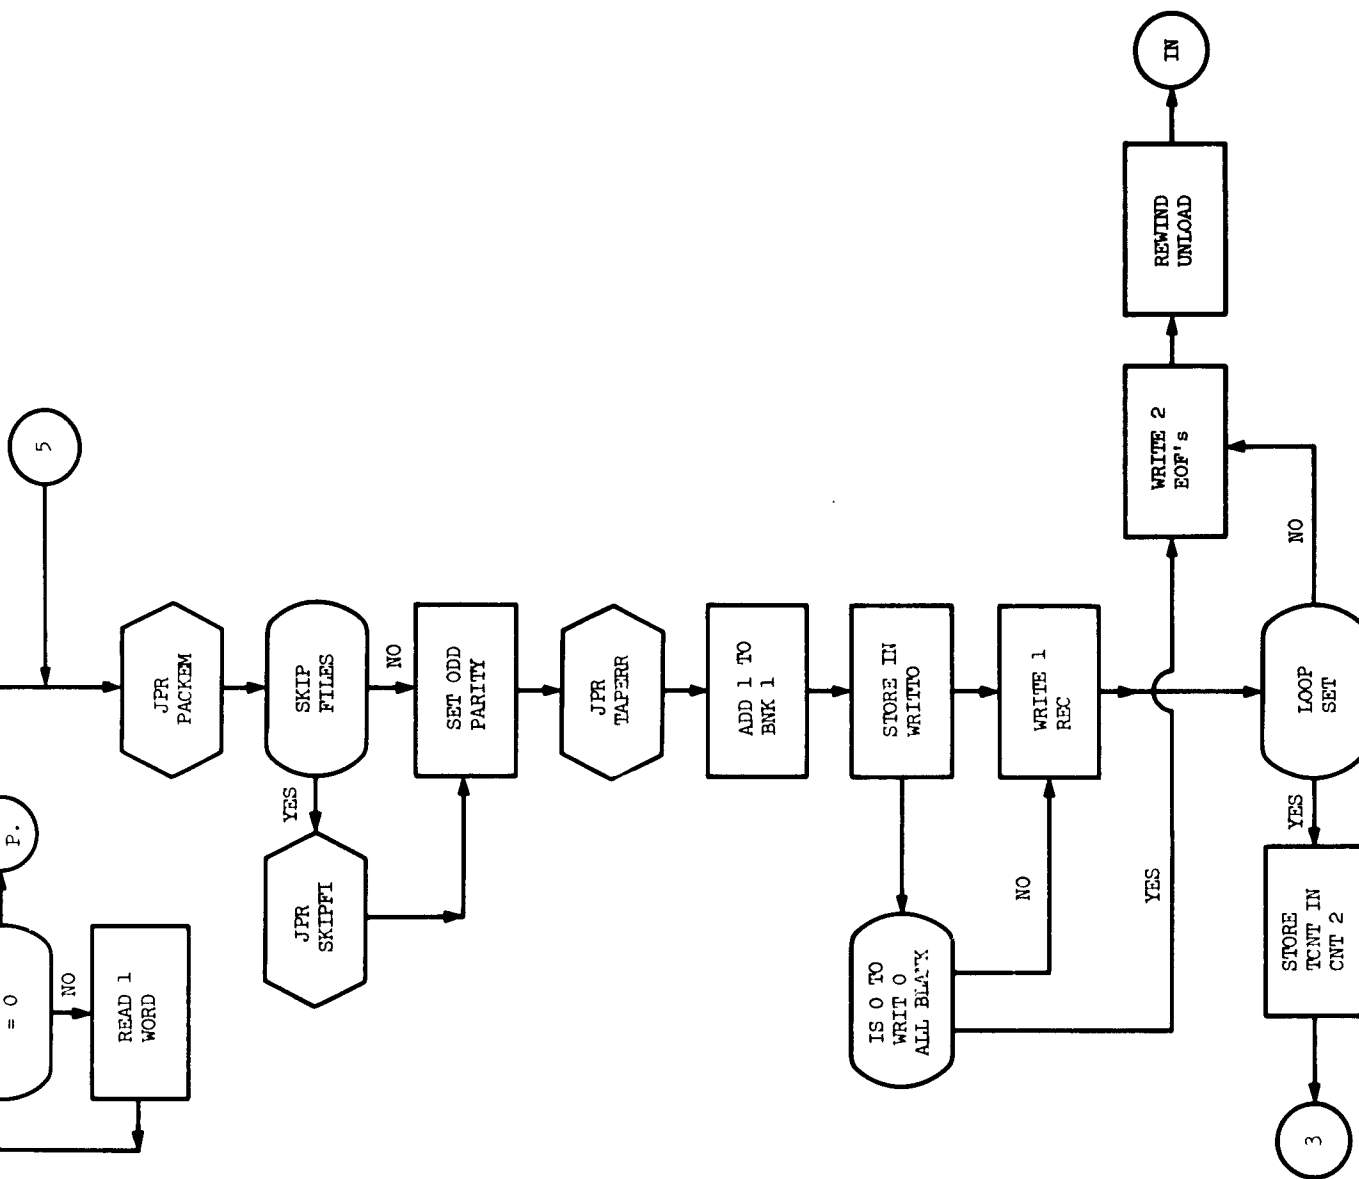 5
JPR
PACKEM
SKIP
FILES
NO
YES
JPR
SKIPFI
SET ODD
PARITY
JPR
TAPERR
ADD 1 TO
BNK 1
STORE IN
WRITTO
IS 0 TO
WRIT 0
ALL BLANK
NO
YES
WRITE 1
REC
LOOP
SET
NO
YES
WRITE 2
EOF's
REWIND
UNLOAD
IN
STORE
TCNT IN
CNT 2
3
P.
= 0
NO
READ 1
WORD